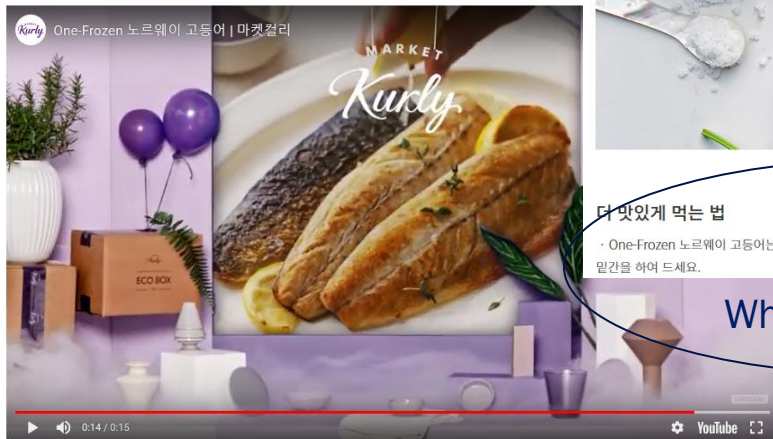 Kurly One-Frozen 노르웨이 고등어 | 마켓컬리
MARKET
Kurly
ECO BOX
더 맛있게 먹는 법
· One-Frozen 노르웨이 고등어는
밑간을 하여 드세요.
Wh
0:14 / 0:15
YouTube